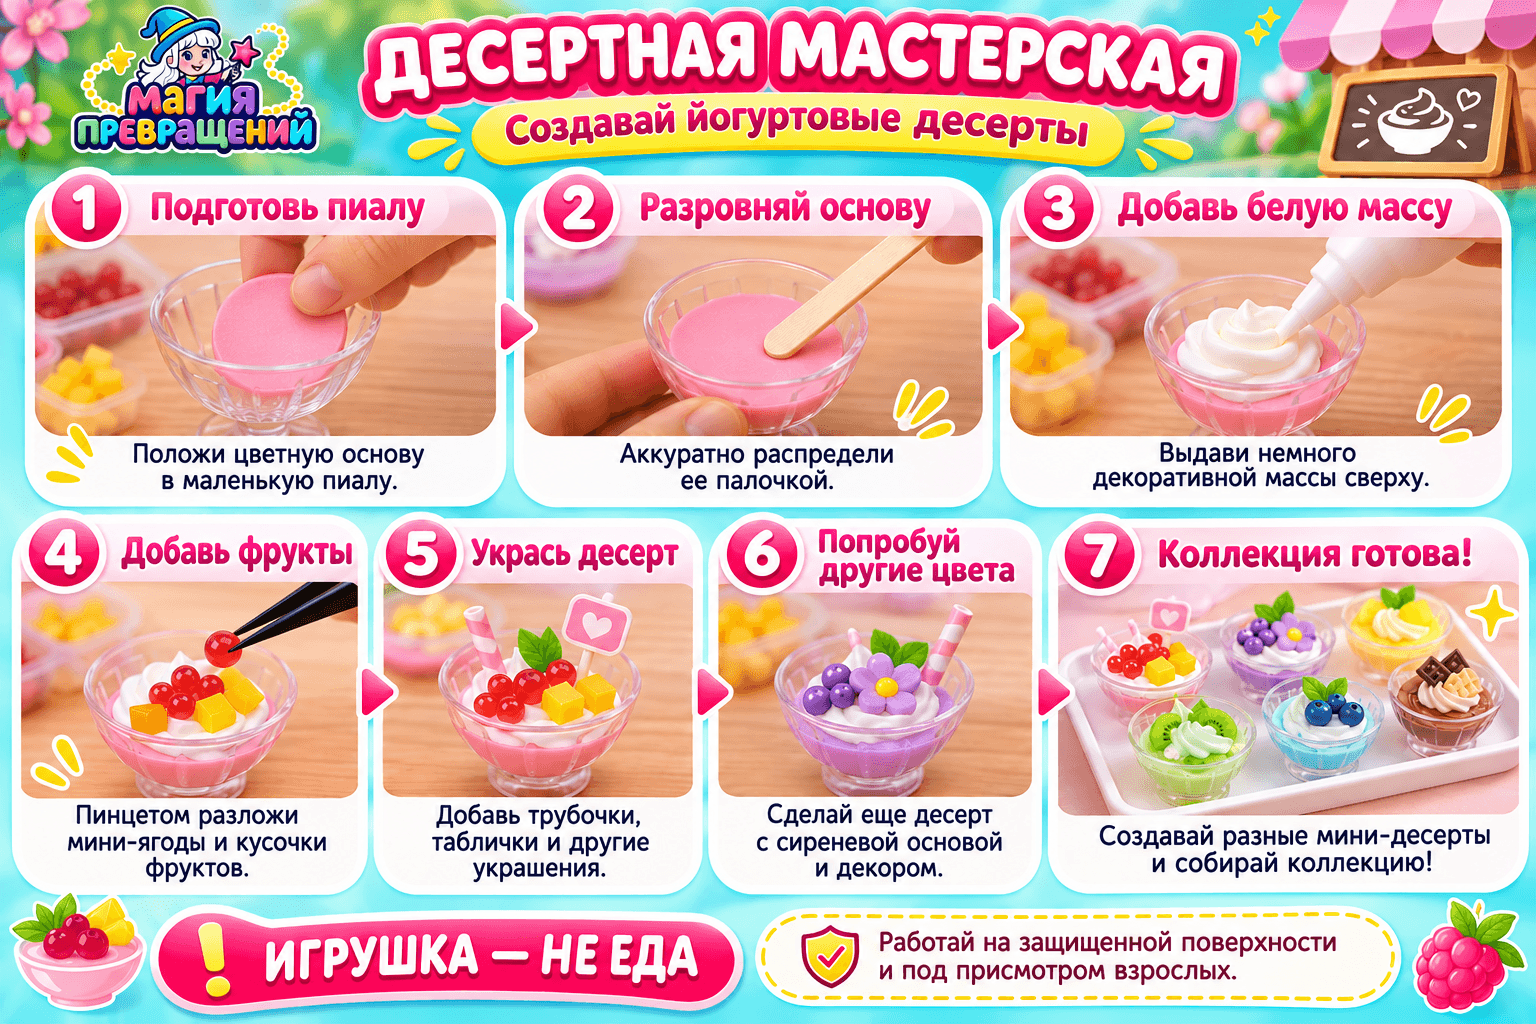 МАГИЯ
ПРЕВРАЩЕНИЙ
ДЕСЕРТНАЯ МАСТЕРСКАЯ
Создавай йогуртовые десерты
1 Подготовь пиалу
Положи цветную основу
в маленькую пиалу.
2 Разровняй основу
Аккуратно распредели
ее палочкой.
3 Добавь белую массу
Выдави немного
декоративной массы сверху.
4 Добавь фрукты
Пинцетом разложи
мини-ягоды и кусочки
фруктов.
5 Укрась десерт
Добавь трубочки,
таблички и другие
украшения.
6 Попробуй
другие цвета
Сделай еще десерт
с сиреневой основой
и декором.
7 Коллекция готова!
Создавай разные мини-десерты
и собирай коллекцию!
! ИГРУШКА — НЕ ЕДА
Работай на защищенной поверхности
и под присмотром взрослых.